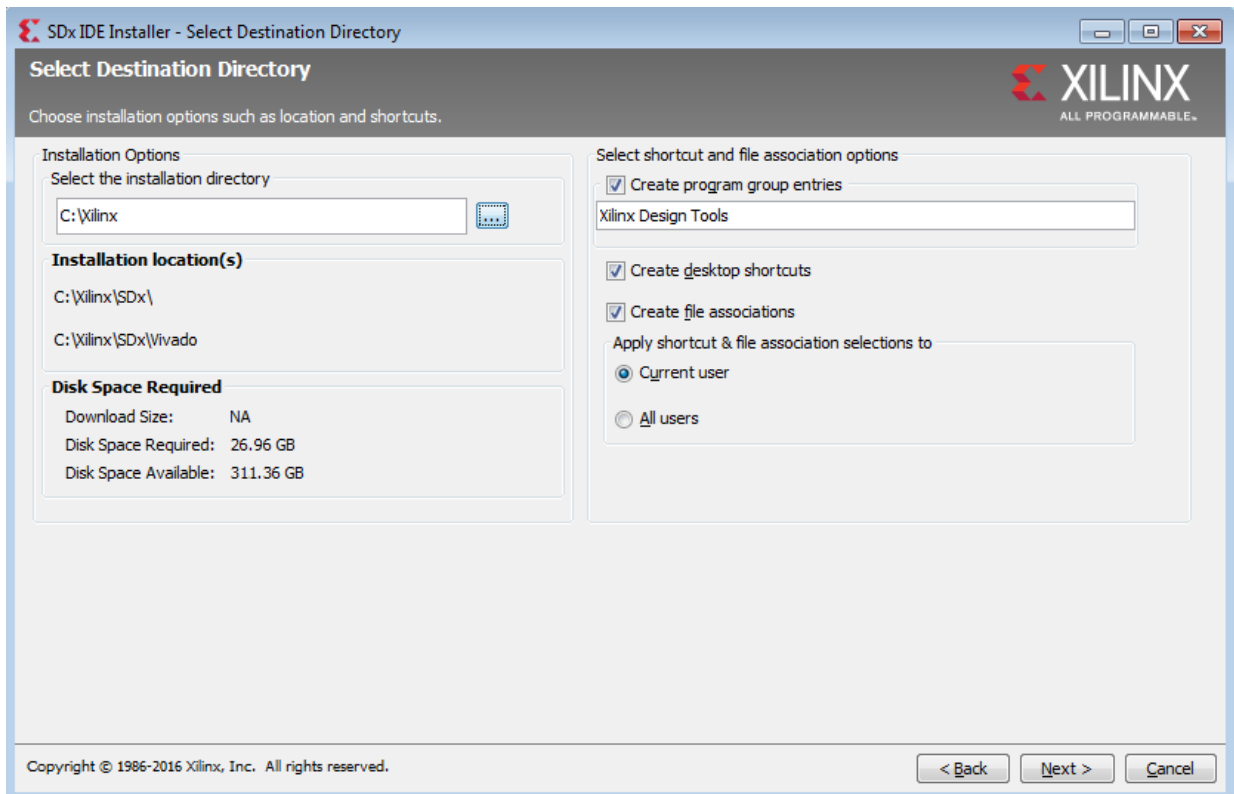 SDx IDE Installer - Select Destination Directory
Select Destination Directory
Choose installation options such as location and shortcuts.
XILINX
ALL PROGRAMMABLE™
Installation Options
Select the installation directory
C:\Xilinx
...
Installation location(s)
C:\Xilinx\SDx\
C:\Xilinx\SDx\Vivado
Disk Space Required
Download Size: NA
Disk Space Required: 26.96 GB
Disk Space Available: 311.36 GB
Select shortcut and file association options
Create program group entries
Xilinx Design Tools
Create desktop shortcuts
Create file associations
Apply shortcut & file association selections to
Current user
All users
Copyright © 1986-2016 Xilinx, Inc. All rights reserved.
< Back Next > Cancel